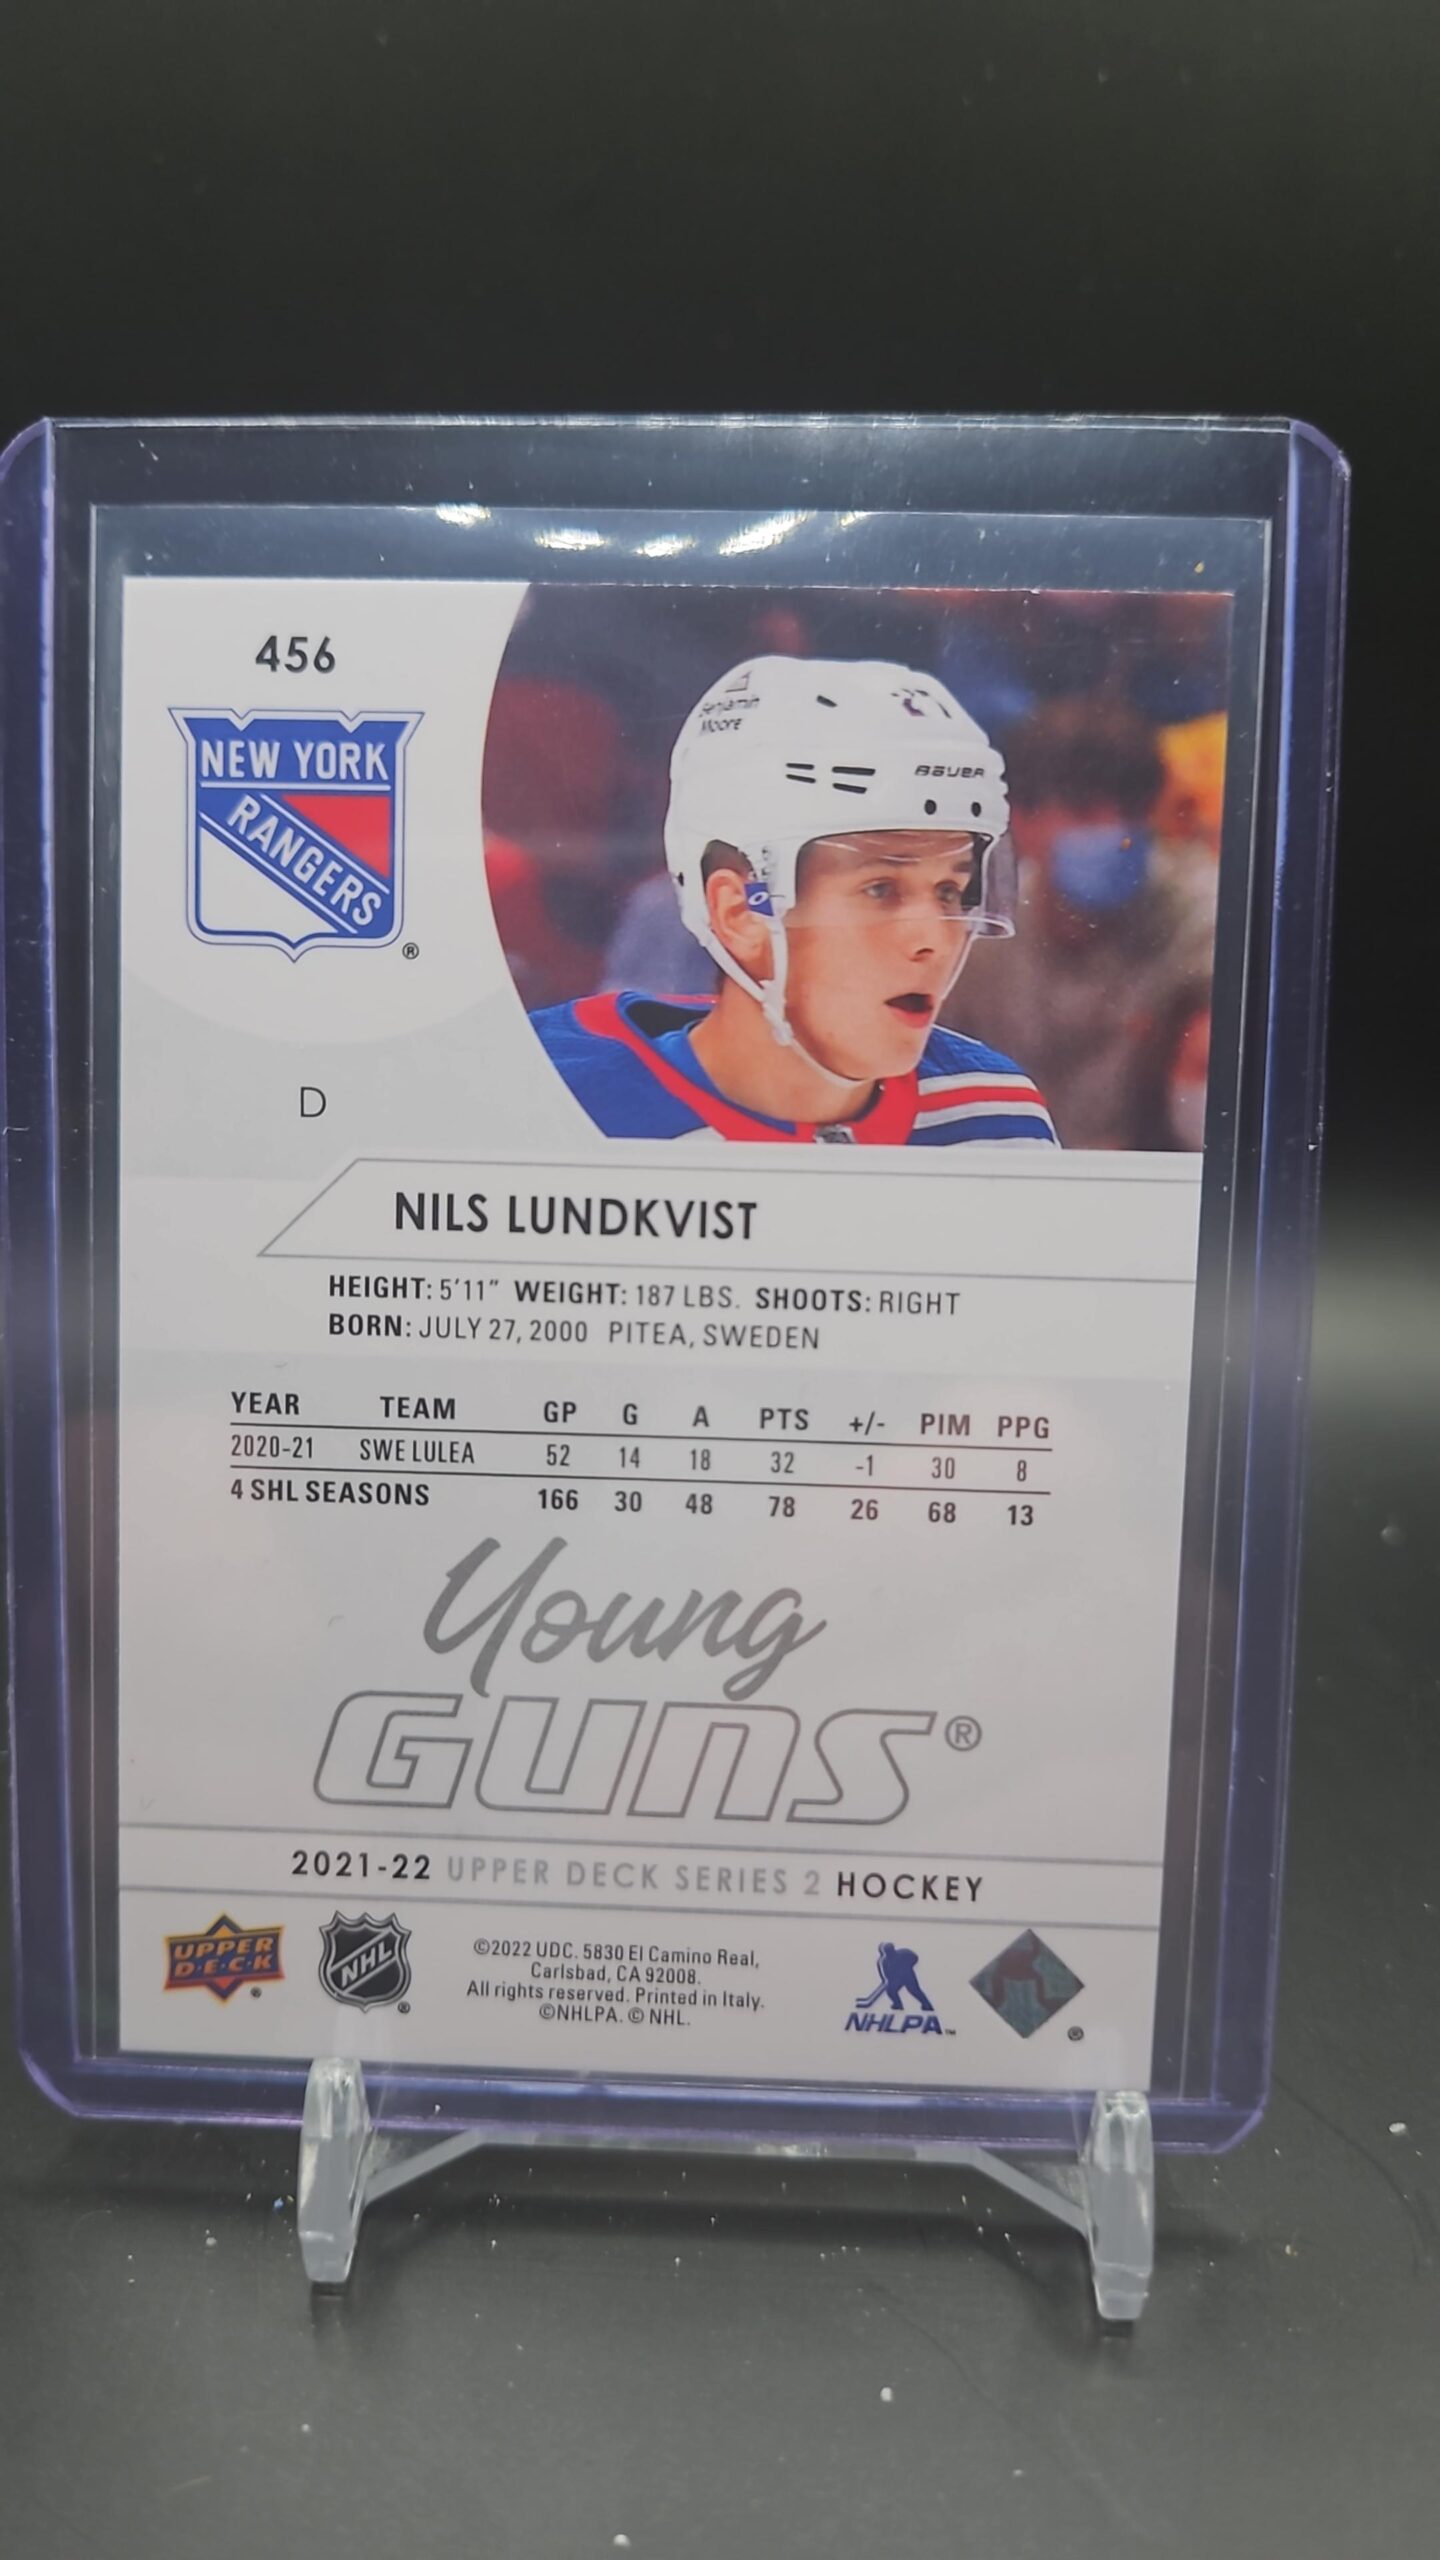 456
NEW YORK
RANGERS
®
Benjamin
Moore
BAUER
D
NILS LUNDKVIST
HEIGHT: 5'11" WEIGHT: 187 LBS. SHOOTS: RIGHT
BORN: JULY 27, 2000 PITEA, SWEDEN
YEAR TEAM GP G A PTS +/- PIM PPG
2020-21 SWE LULEA 52 14 18 32 -1 30 8
4 SHL SEASONS 166 30 48 78 26 68 13
Young
GUNS®
2021-22 UPPER DECK SERIES 2 HOCKEY
UPPER
D·E·C·K
®
NHL
®
©2022 UDC. 5830 El Camino Real,
Carlsbad, CA 92008.
All rights reserved. Printed in Italy.
©NHLPA. © NHL.
NHLPA™
®